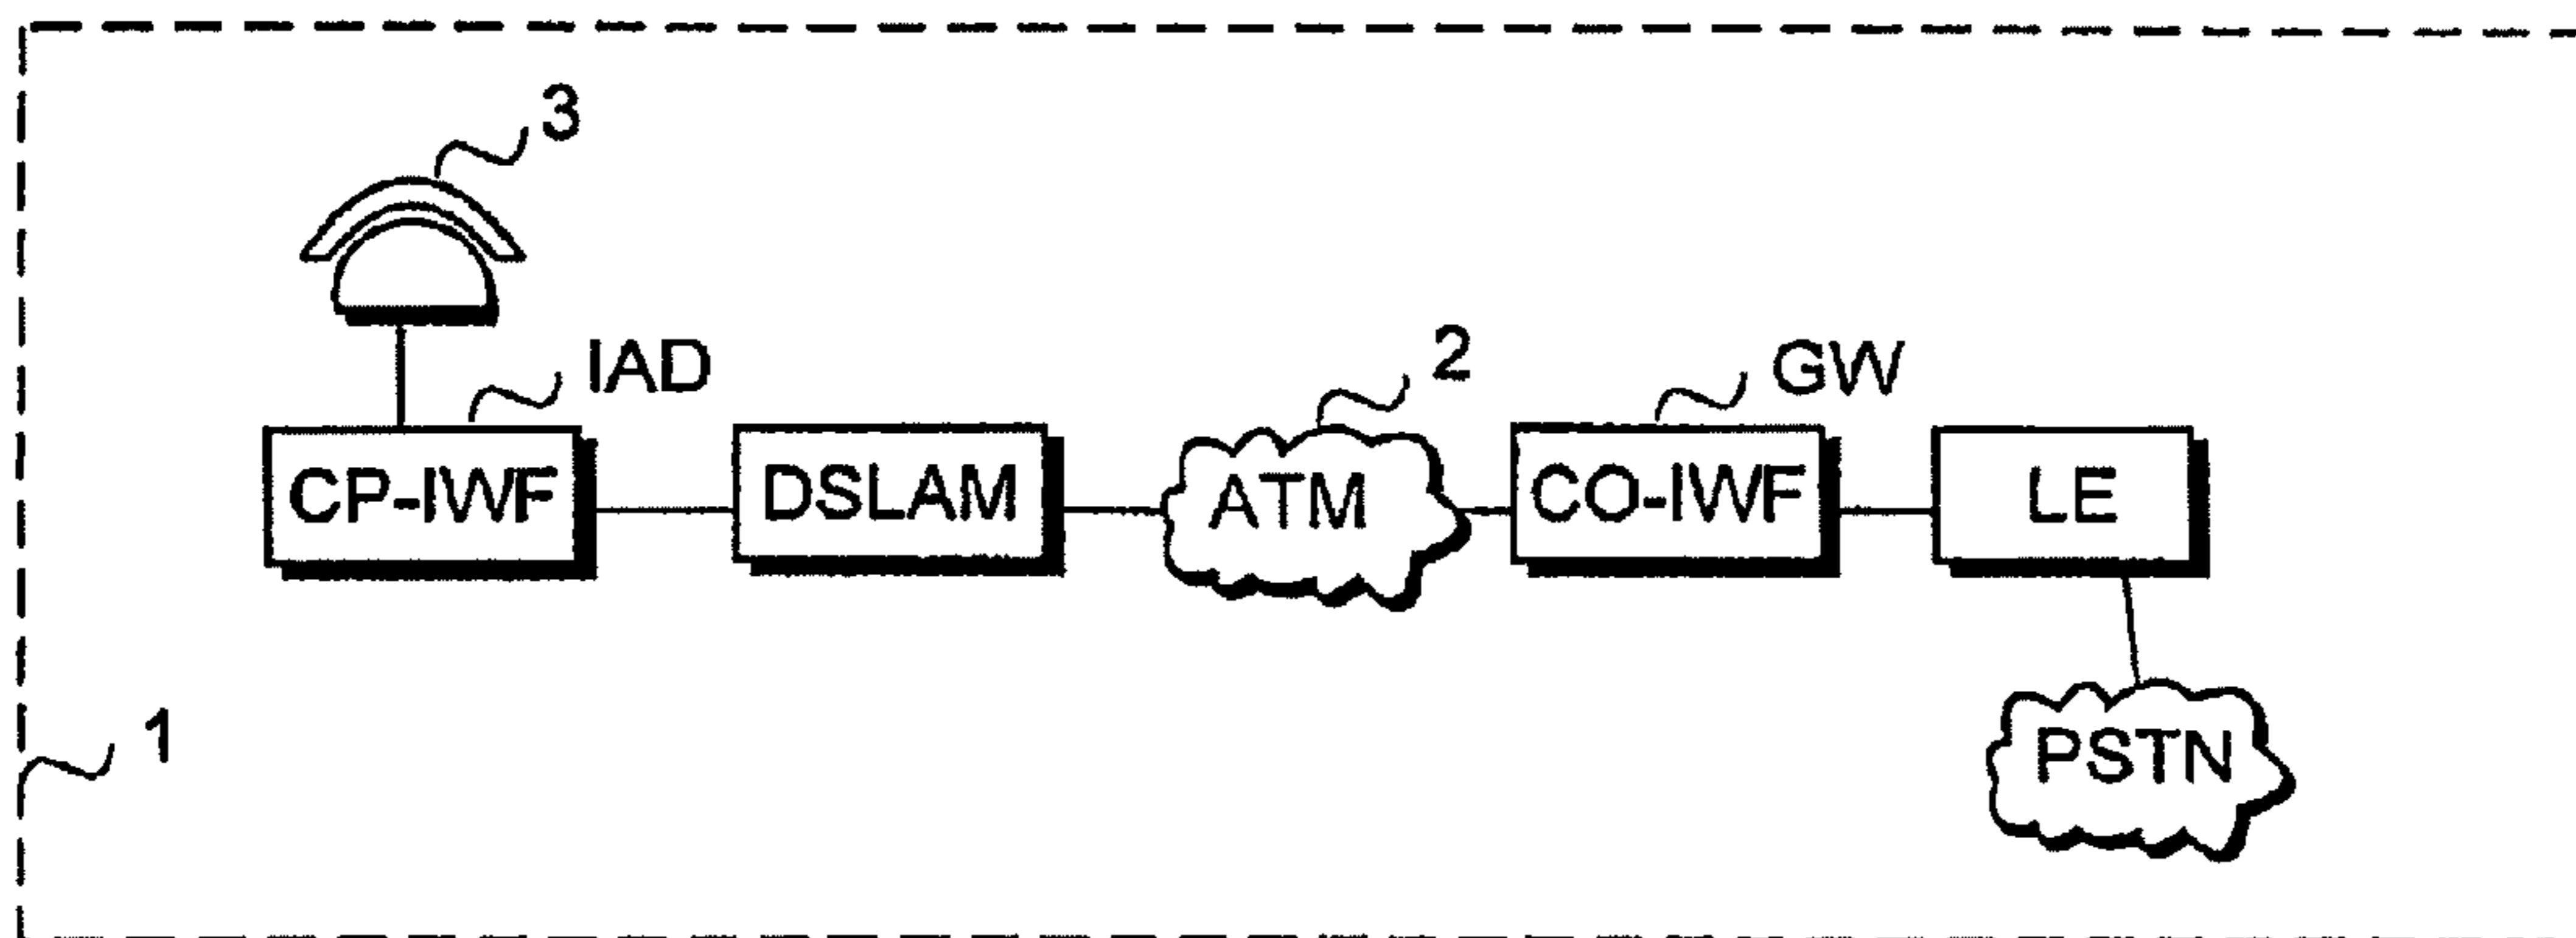 3
IAD
2
GW
CP-IWF
DSLAM
ATM
CO-IWF
LE
1
PSTN